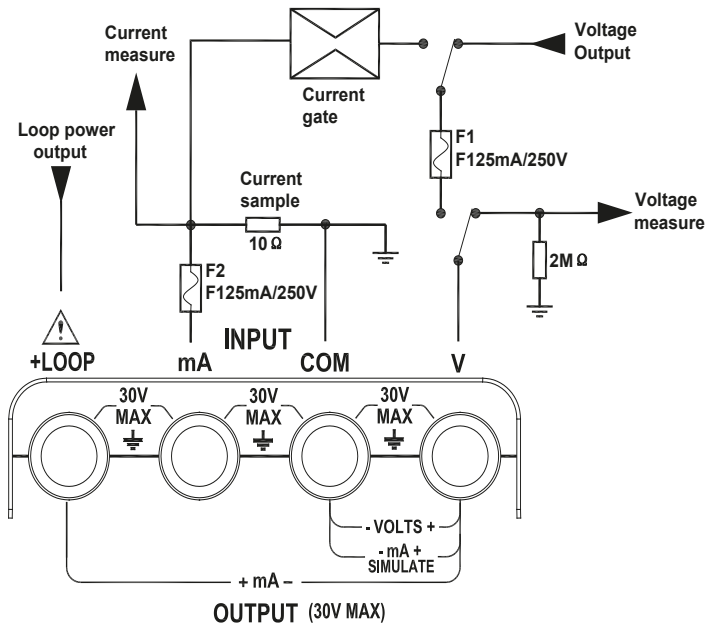 Current
measure
Voltage
Output
Current
gate
Loop power
output
F1
F125mA/250V
Current
sample
10 Ω
Voltage
measure
2M Ω
F2
F125mA/250V
INPUT
+LOOP
mA
COM
V
30V
MAX
30V
MAX
30V
MAX
- VOLTS +
- mA +
SIMULATE
+ mA –
OUTPUT (30V MAX)